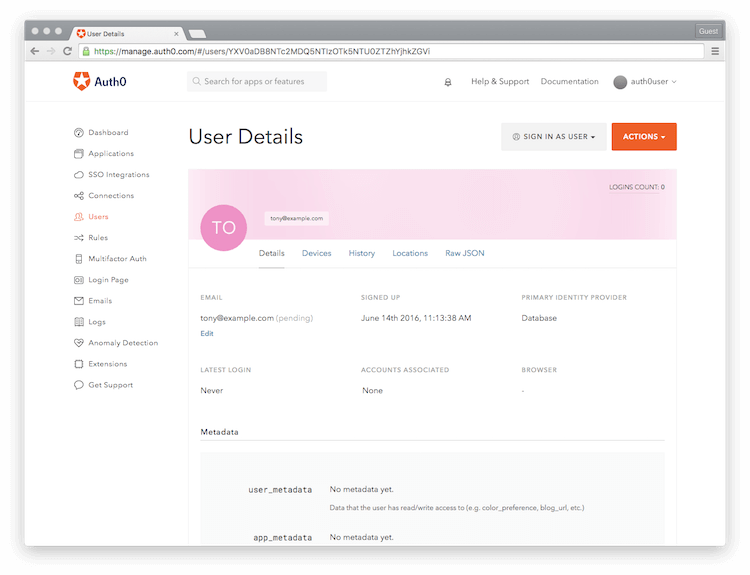 User Details
Guest
https://manage.auth0.com/#/users/YXV0aDB8NTc2MDQ5NTIzOTk5NTU0ZTZhYjhkZGVi
Auth0
Search for apps or features
Help & Support
Documentation
auth0user
Dashboard
Applications
SSO Integrations
Connections
Users
Rules
Multifactor Auth
Login Page
Emails
Logs
Anomaly Detection
Extensions
Get Support
User Details
SIGN IN AS USER
ACTIONS
LOGINS COUNT: 0
TO
tony@example.com
Details Devices History Locations Raw JSON
EMAIL
tony@example.com (pending)
Edit
SIGNED UP
June 14th 2016, 11:13:38 AM
PRIMARY IDENTITY PROVIDER
Database
LATEST LOGIN
Never
ACCOUNTS ASSOCIATED
None
BROWSER
-
Metadata
user_metadata
No metadata yet.
Data that the user has read/write access to (e.g. color_preference, blog_url, etc.)
app_metadata
No metadata yet.